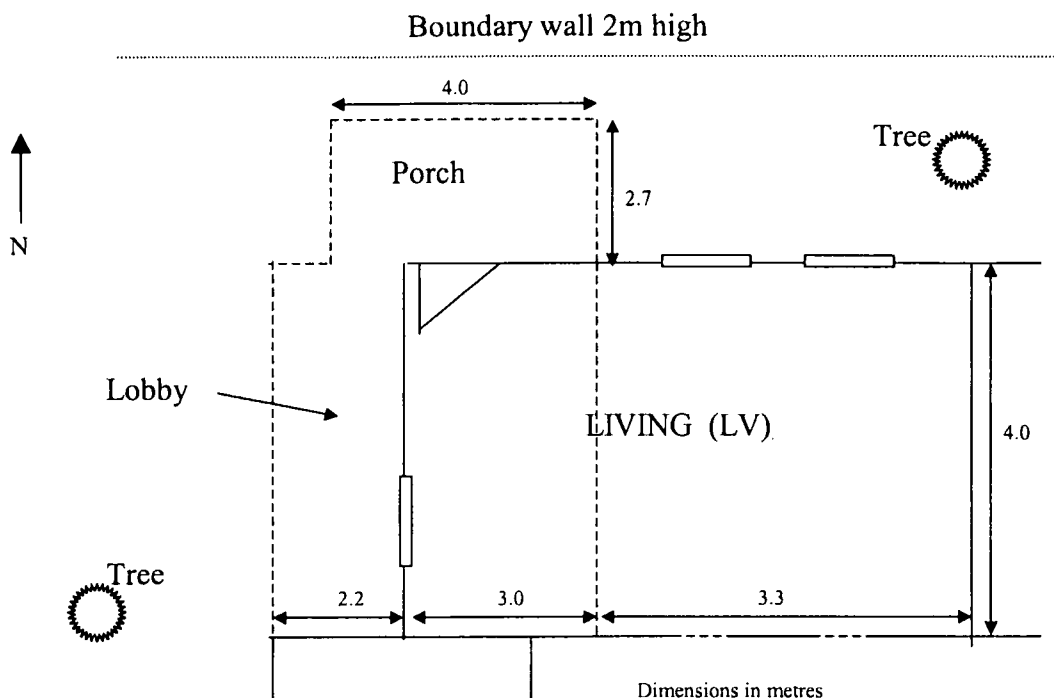 Boundary wall 2m high
4.0
Tree
Porch
2.7
N
Lobby
LIVING (LV)
4.0
Tree
2.2
3.0
3.3
Dimensions in metres